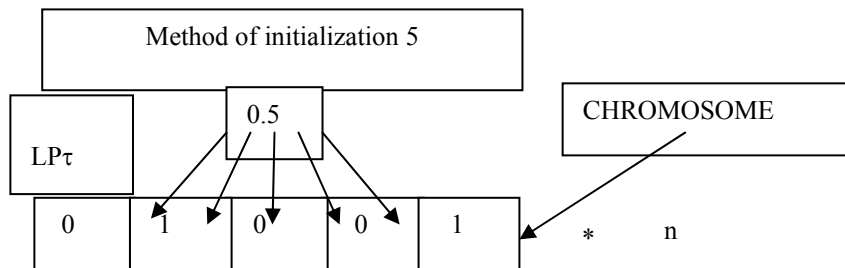 Method of initialization 5
0.5
CHROMOSOME
LPτ
0 1 0 0 1 * n